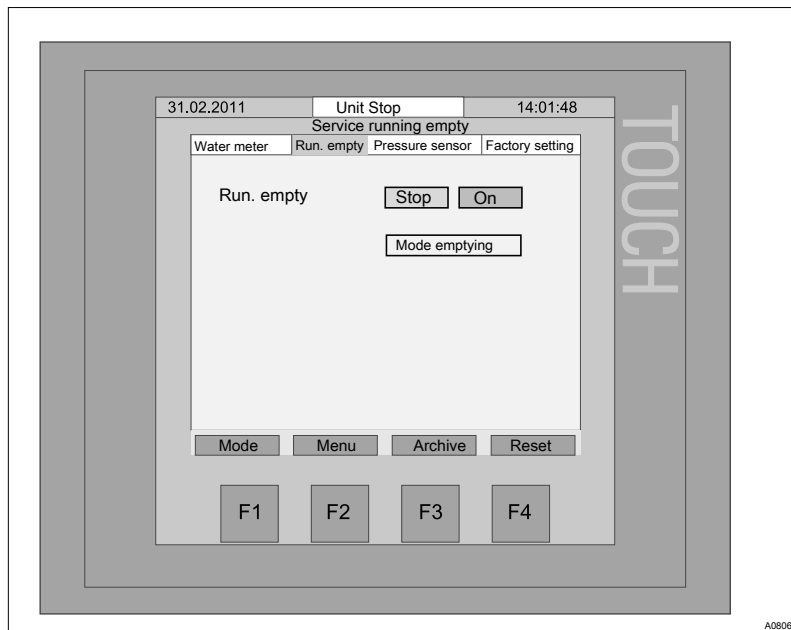 31.02.2011 Unit Stop 14:01:48
Service running empty
Water meter Run. empty Pressure sensor Factory setting
Run. empty Stop On
Mode emptying
Mode Menu Archive Reset
F1 F2 F3 F4
TOUCH
A0806